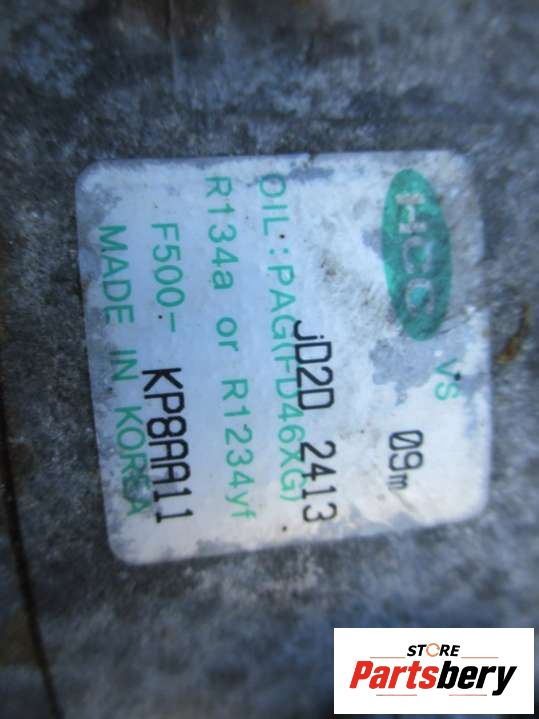 HCC VS 09m
JD2D 2413
OIL : PAG(FD46XG)
R134a or R1234yf
F500- KP8AA11
MADE IN KOREA
STORE
Partsbery